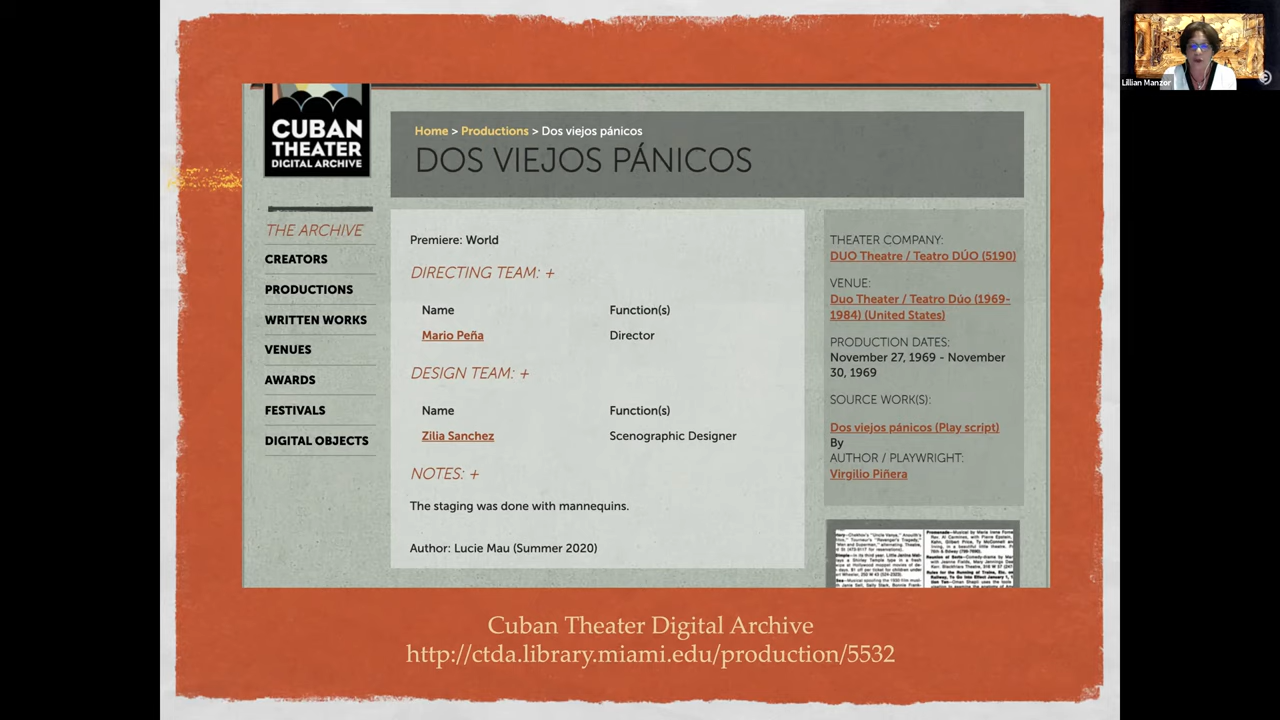 CUBAN
THEATER
DIGITAL ARCHIVE
Home > Productions > Dos viejos pánicos
DOS VIEJOS PÁNICOS
THE ARCHIVE
CREATORS
PRODUCTIONS
WRITTEN WORKS
VENUES
AWARDS
FESTIVALS
DIGITAL OBJECTS
Premiere: World
DIRECTING TEAM: +
Name Function(s)
Mario Peña Director
DESIGN TEAM: +
Name Function(s)
Zilia Sanchez Scenographic Designer
NOTES: +
The staging was done with mannequins.
Author: Lucie Mau (Summer 2020)
THEATER COMPANY:
DUO Theatre / Teatro DÚO (5190)
VENUE:
Duo Theater / Teatro Dúo (1969-
1984) (United States)
PRODUCTION DATES:
November 27, 1969 - November
30, 1969
SOURCE WORK(S):
Dos viejos pánicos (Play script)
By
AUTHOR / PLAYWRIGHT:
Virgilio Piñera
Cuban Theater Digital Archive
http://ctda.library.miami.edu/production/5532
Lillian Manzor